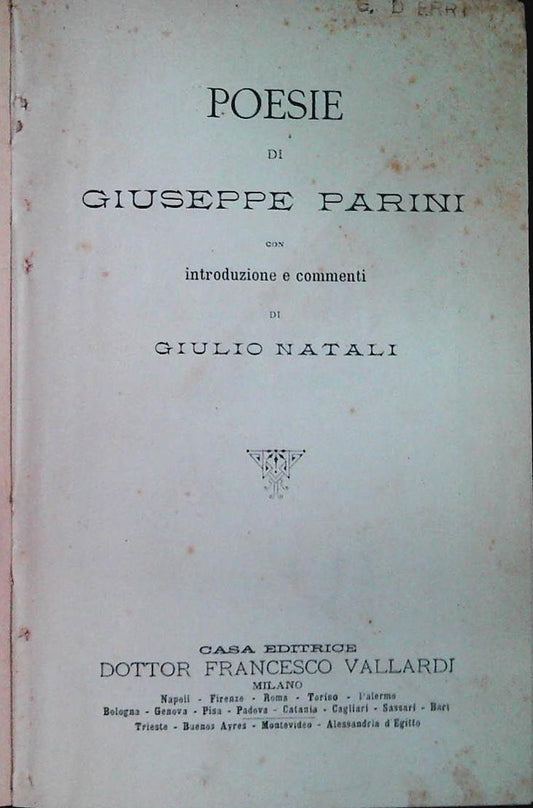 G. D ERRI
POESIE
DI
GIUSEPPE PARINI
CON
introduzione e commenti
DI
GIULIO NATALI
CASA EDITRICE
DOTTOR FRANCESCO VALLARDI
MILANO
Napoli - Firenze - Roma - Torino - Palermo
Bologna - Genova - Pisa - Padova - Catania - Cagliari - Sassari - Bari
Trieste - Buenos Ayres - Montevideo - Alessandria d'Egitto